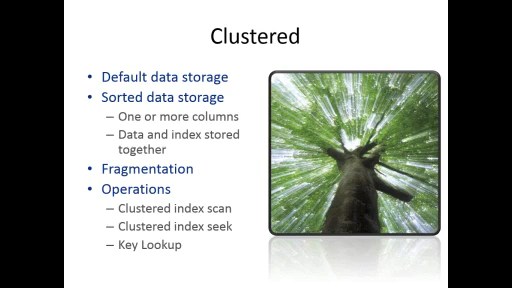 Clustered
• Default data storage
• Sorted data storage
– One or more columns
– Data and index stored
together
• Fragmentation
• Operations
– Clustered index scan
– Clustered index seek
– Key Lookup